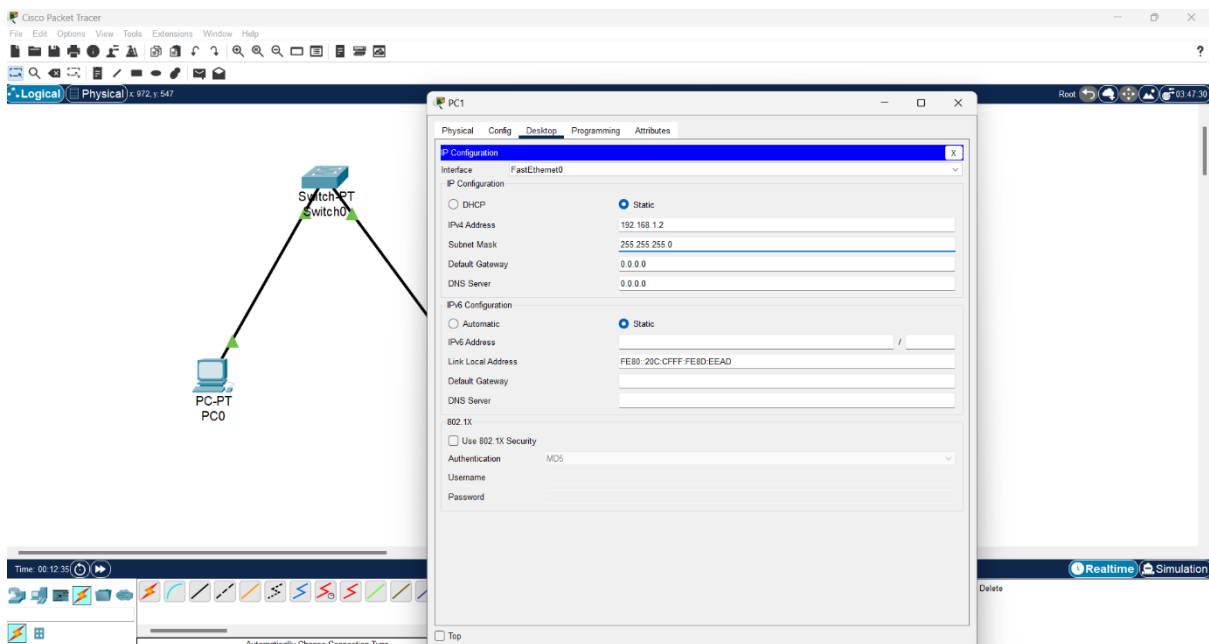 Cisco Packet Tracer
File Edit Options View Tools Extensions Window Help
?
Logical Physical x: 972, y: 547
Root 03:47:30
Switch-PT
Switch0
PC-PT
PC0
PC1
Physical Config Desktop Programming Attributes
IP Configuration X
Interface FastEthernet0
IP Configuration
DHCP Static
IPv4 Address 192.168.1.2
Subnet Mask 255.255.255.0
Default Gateway 0.0.0.0
DNS Server 0.0.0.0
IPv6 Configuration
Automatic Static
IPv6 Address /
Link Local Address FE80::20C:CFFF:FE8D:EEAD
Default Gateway
DNS Server
802.1X
Use 802.1X Security
Authentication MD5
Username
Password
Top
Time: 00:12:35
Realtime Simulation
Delete
Automatically Choose Connection Type